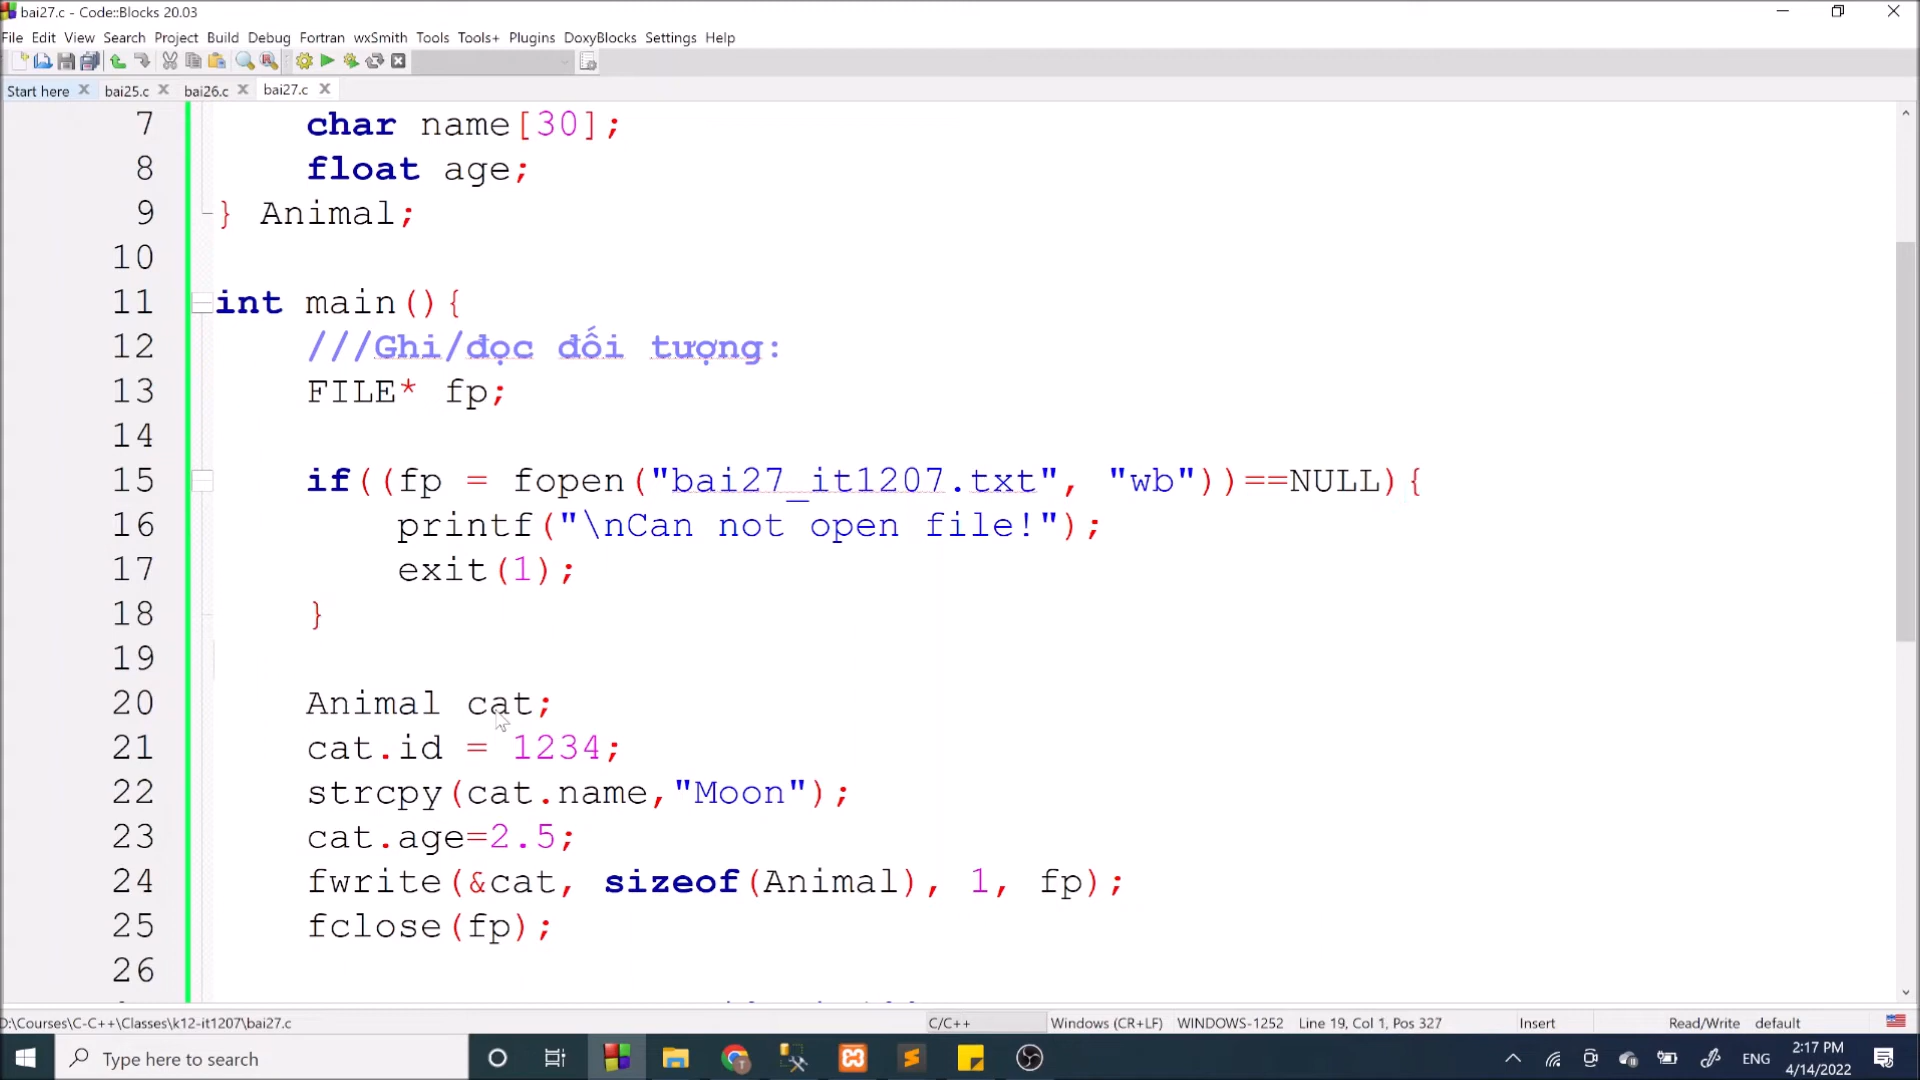 bai27.c - Code::Blocks 20.03
File Edit View Search Project Build Debug Fortran wxSmith Tools Tools+ Plugins DoxyBlocks Settings Help
Start here bai25.c bai26.c bai27.c
7 char name[30];
8 float age;
9 } Animal;
10
11 int main(){
12 ///Ghi/đọc đối tượng:
13 FILE* fp;
14
15 if((fp = fopen("bai27_it1207.txt", "wb"))==NULL){
16 printf("\nCan not open file!");
17 exit(1);
18 }
19
20 Animal cat;
21 cat.id = 1234;
22 strcpy(cat.name,"Moon");
23 cat.age=2.5;
24 fwrite(&cat, sizeof(Animal), 1, fp);
25 fclose(fp);
26
D:\Courses\C-C++\Classes\k12-it1207\bai27.c C/C++ Windows (CR+LF) WINDOWS-1252 Line 19, Col 1, Pos 327 Insert Read/Write default
Type here to search ENG 2:17 PM
4/14/2022